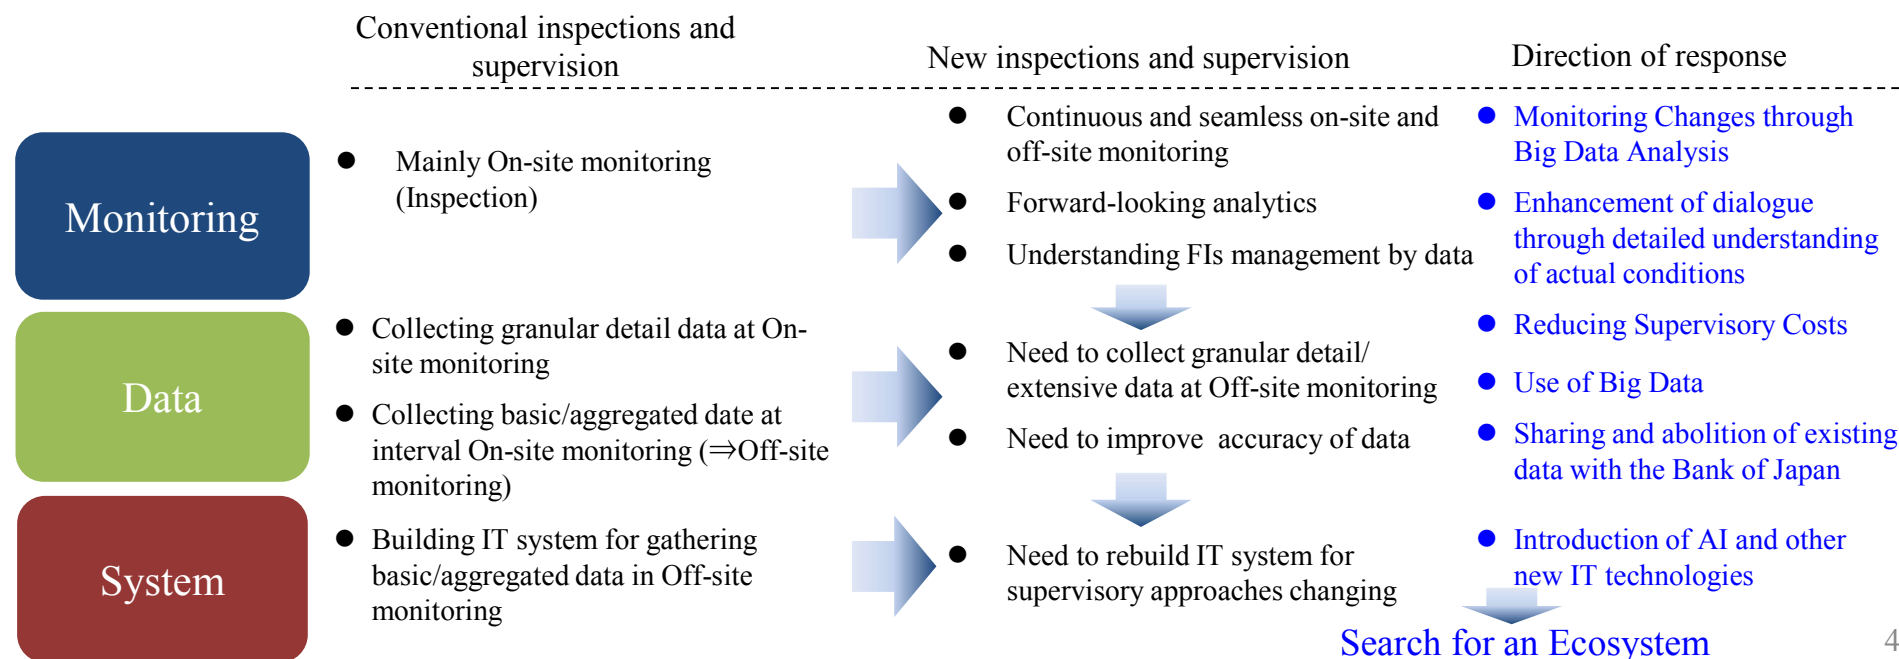 Conventional inspections and
supervision
New inspections and supervision
Direction of response
Monitoring
● Mainly On-site monitoring
(Inspection)
● Continuous and seamless on-site and
off-site monitoring
● Forward-looking analytics
● Understanding FIs management by data
● Monitoring Changes through
Big Data Analysis
● Enhancement of dialogue
through detailed understanding
of actual conditions
Data
● Collecting granular detail data at On-
site monitoring
● Collecting basic/aggregated date at
interval On-site monitoring (⇒Off-site
monitoring)
● Need to collect granular detail/
extensive data at Off-site monitoring
● Need to improve accuracy of data
● Reducing Supervisory Costs
● Use of Big Data
● Sharing and abolition of existing
data with the Bank of Japan
System
● Building IT system for gathering
basic/aggregated data in Off-site
monitoring
● Need to rebuild IT system for
supervisory approaches changing
● Introduction of AI and other
new IT technologies
Search for an Ecosystem
4